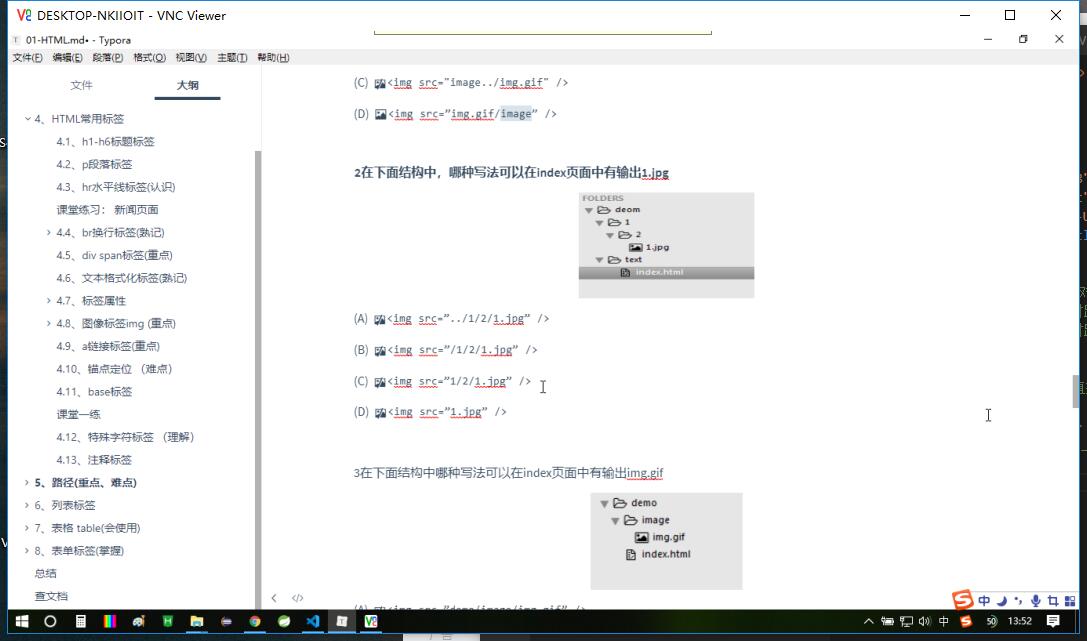 DESKTOP-NKIIOIT - VNC Viewer
01-HTML.md• - Typora
文件(F) 编辑(E) 段落(P) 格式(O) 视图(V) 主题(T) 帮助(H)
文件 大纲
4、HTML常用标签
4.1、h1-h6标题标签
4.2、p段落标签
4.3、hr水平线标签(认识)
课堂练习： 新闻页面
4.4、br换行标签(熟记)
4.5、div span标签(重点)
4.6、文本格式化标签(熟记)
4.7、标签属性
4.8、图像标签img (重点)
4.9、a链接标签(重点)
4.10、锚点定位 （难点）
4.11、base标签
课堂一练
4.12、特殊字符标签 （理解）
4.13、注释标签
5、路径(重点、难点)
6、列表标签
7、表格 table(会使用)
8、表单标签(掌握)
总结
查文档
(C) <img src="image../img.gif" />
(D) <img src=”img.gif/image” />
2在下面结构中，哪种写法可以在index页面中有输出1.jpg
FOLDERS
deom
1
2
1.jpg
text
index.html
(A) <img src=”../1/2/1.jpg” />
(B) <img src=”/1/2/1.jpg” />
(C) <img src=”1/2/1.jpg” />
(D) <img src=”1.jpg” />
3在下面结构中哪种写法可以在index页面中有输出img.gif
demo
image
img.gif
index.html
(A) <img src=”demo/image/img.gif” />
</>
中
中 50 13:52